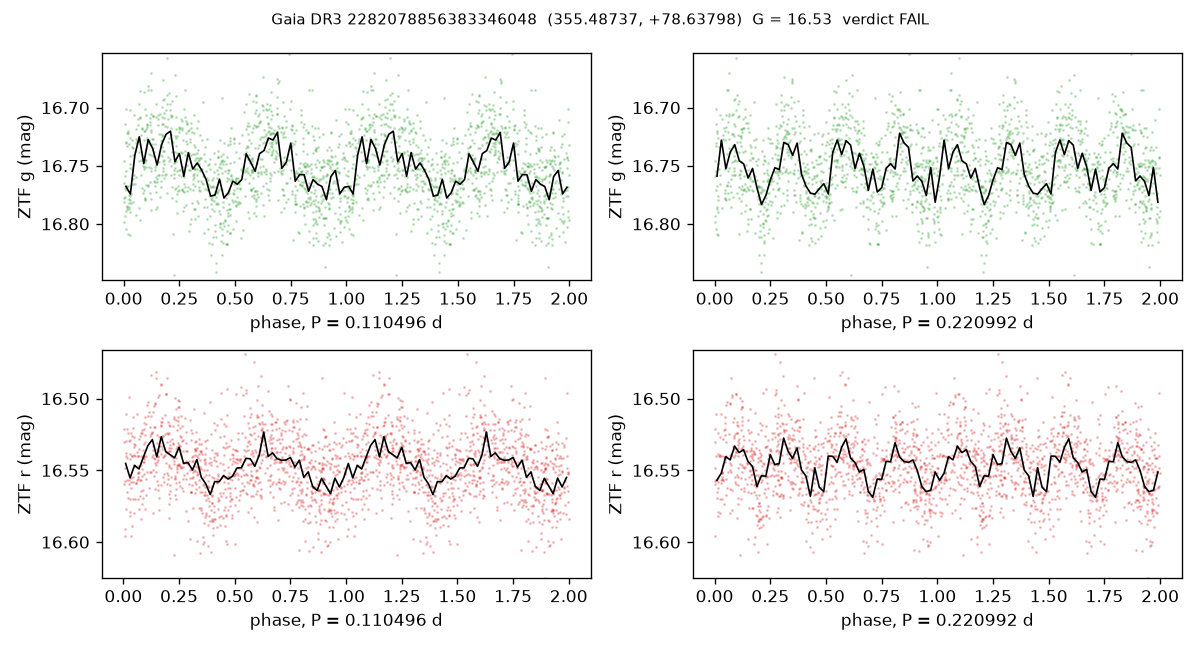 Gaia DR3 2282078856383346048 (355.48737, +78.63798) G = 16.53 verdict FAIL
ZTF g (mag)
16.70
16.75
16.80
0.00 0.25 0.50 0.75 1.00 1.25 1.50 1.75 2.00
phase, P = 0.110496 d
ZTF g (mag)
16.70
16.75
16.80
0.00 0.25 0.50 0.75 1.00 1.25 1.50 1.75 2.00
phase, P = 0.220992 d
ZTF r (mag)
16.50
16.55
16.60
0.00 0.25 0.50 0.75 1.00 1.25 1.50 1.75 2.00
phase, P = 0.110496 d
ZTF r (mag)
16.50
16.55
16.60
0.00 0.25 0.50 0.75 1.00 1.25 1.50 1.75 2.00
phase, P = 0.220992 d